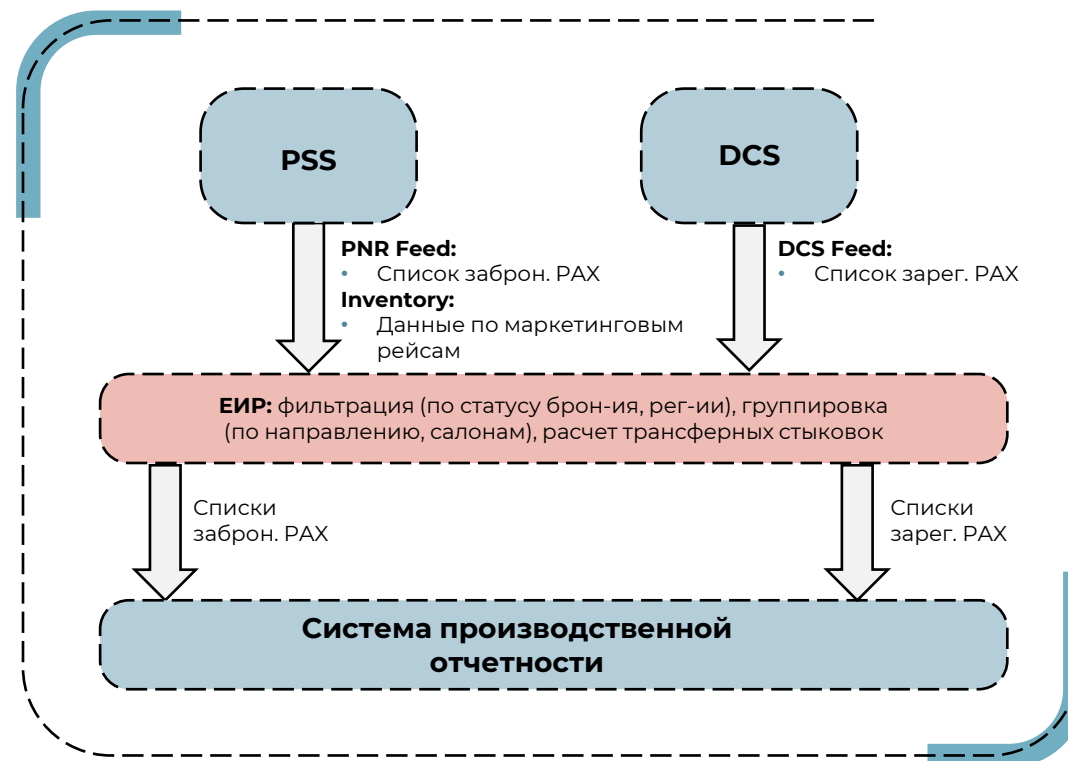 PSS
DCS
PNR Feed:
• Список заброн. PAX
Inventory:
• Данные по маркетинговым
рейсам
DCS Feed:
• Список зарег. PAX
ЕИР: фильтрация (по статусу брон-ия, рег-ии), группировка
(по направлению, салонам), расчет трансферных стыковок
Списки
заброн. PAX
Списки
зарег. PAX
Система производственной
отчетности